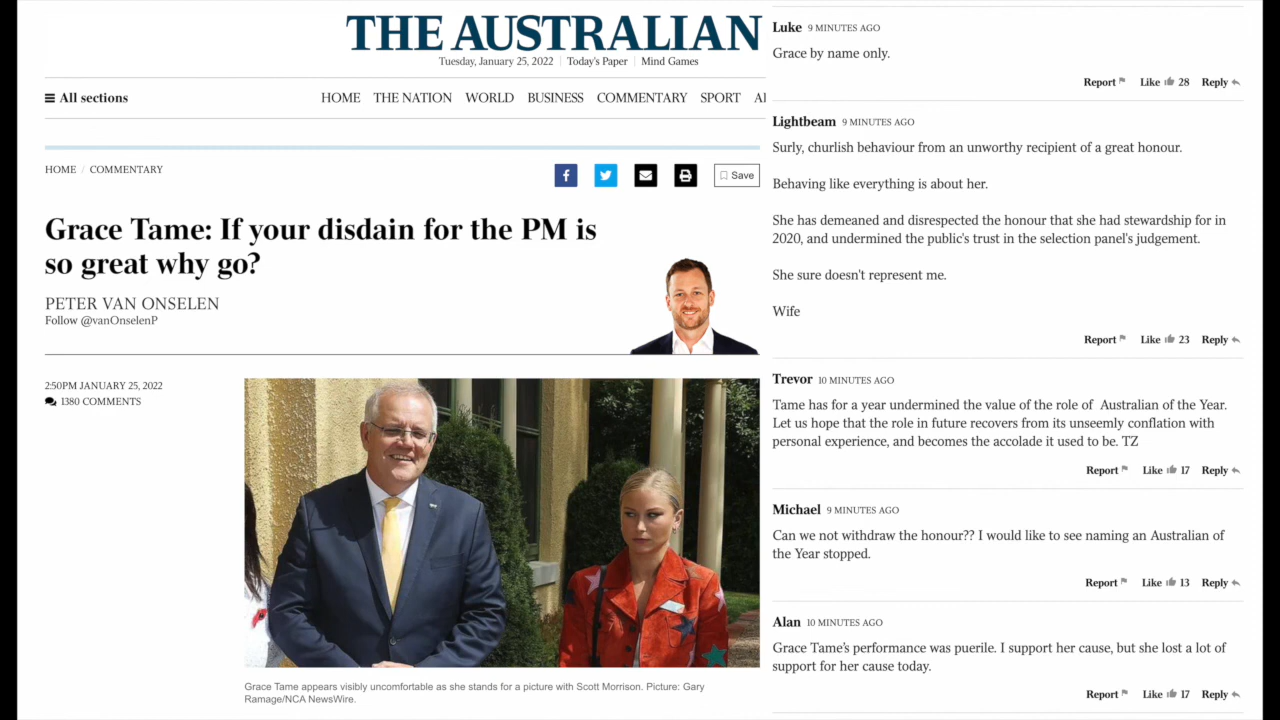 THE AUSTRALIAN
Tuesday, January 25, 2022 | Today's Paper | Mind Games
All sections
HOME THE NATION WORLD BUSINESS COMMENTARY SPORT
HOME / COMMENTARY
Save
Grace Tame: If your disdain for the PM is
so great why go?
PETER VAN ONSELEN
Follow @vanOnselenP
2:50PM JANUARY 25, 2022
1380 COMMENTS
Grace Tame appears visibly uncomfortable as she stands for a picture with Scott Morrison. Picture: Gary
Ramage/NCA NewsWire.
Luke 9 MINUTES AGO
Grace by name only.
Report Like 28 Reply
Lightbeam 9 MINUTES AGO
Surly, churlish behaviour from an unworthy recipient of a great honour.
Behaving like everything is about her.
She has demeaned and disrespected the honour that she had stewardship for in
2020, and undermined the public's trust in the selection panel's judgement.
She sure doesn't represent me.
Wife
Report Like 23 Reply
Trevor 10 MINUTES AGO
Tame has for a year undermined the value of the role of Australian of the Year.
Let us hope that the role in future recovers from its unseemly conflation with
personal experience, and becomes the accolade it used to be. TZ
Report Like 17 Reply
Michael 9 MINUTES AGO
Can we not withdraw the honour?? I would like to see naming an Australian of
the Year stopped.
Report Like 13 Reply
Alan 10 MINUTES AGO
Grace Tame's performance was puerile. I support her cause, but she lost a lot of
support for her cause today.
Report Like 17 Reply